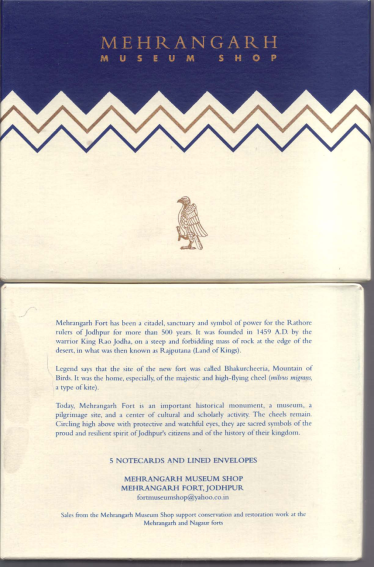 MEHRANGARH
MUSEUM SHOP
Mehrangarh Fort has been a citadel, sanctuary and symbol of power for the Rathore
rulers of Jodhpur for more than 500 years. It was founded in 1459 A.D. by the
warrior King Rao Jodha, on a steep and forbidding mass of rock at the edge of the
desert, in what was then known as Rajputana (Land of Kings).
Legend says that the site of the new fort was called Bhakurcheeria, Mountain of
Birds. It was the home, especially, of the majestic and high-flying cheel (milvus migrans,
a type of kite).
Today, Mehrangarh Fort is an important historical monument, a museum, a
pilgrimage site, and a center of cultural and scholarly activity. The cheels remain.
Circling high above with protective and watchful eyes, they are sacred symbols of the
proud and resilient spirit of Jodhpur's citizens and of the history of their kingdom.
5 NOTECARDS AND LINED ENVELOPES
MEHRANGARH MUSEUM SHOP
MEHRANGARH FORT, JODHPUR
fortmuseumshop@yahoo.co.in
Sales from the Mehrangarh Museum Shop support conservation and restoration work at the
Mehrangarh and Nagaur forts